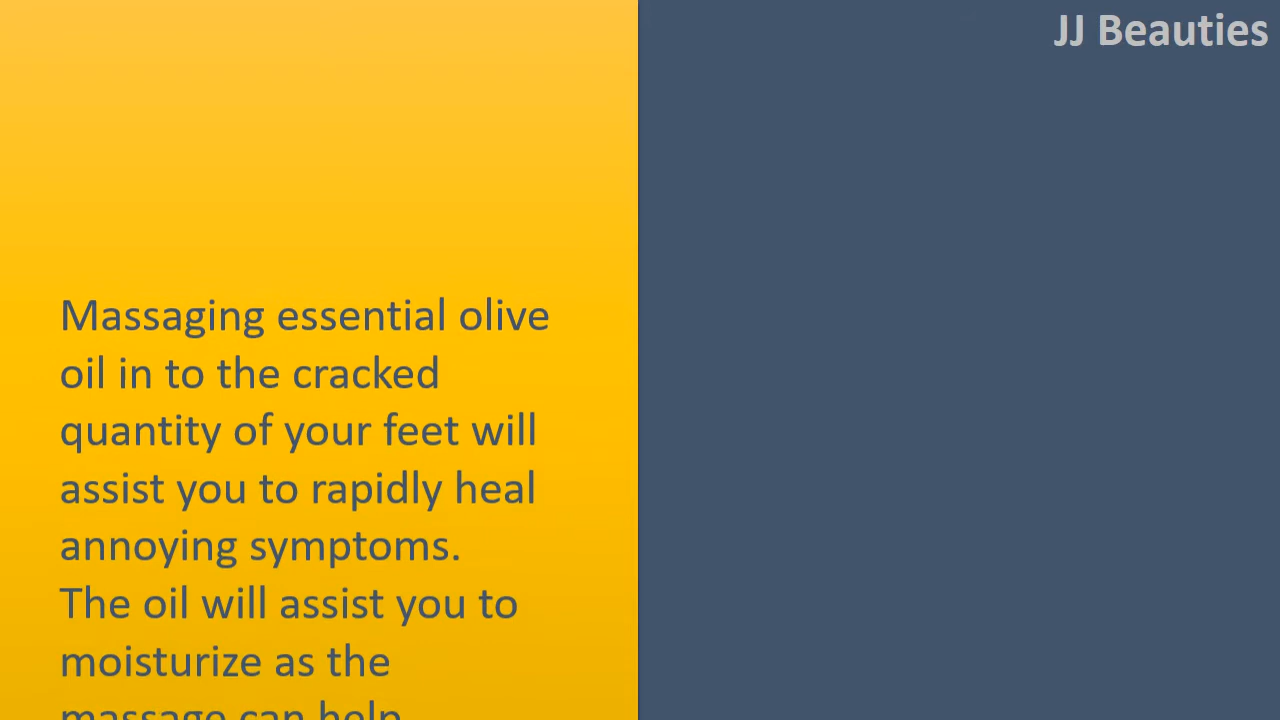 JJ Beauties
Massaging essential olive
oil in to the cracked
quantity of your feet will
assist you to rapidly heal
annoying symptoms.
The oil will assist you to
moisturize as the
massage can help